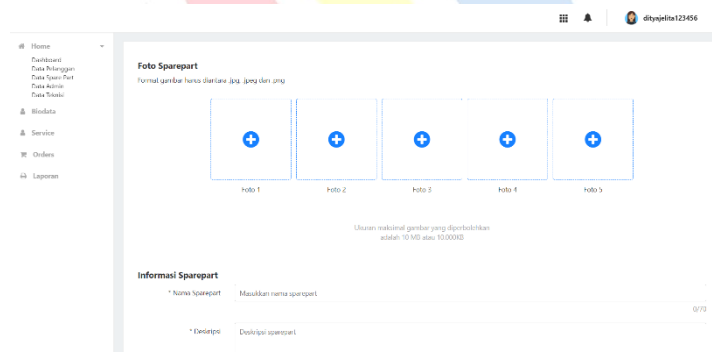 dityajelita123456
Home
Dashboard
Data Pelanggan
Data Spare Part
Data Admin
Data Teknisi
Biodata
Service
Orders
Laporan
Foto Sparepart
Format gambar harus diantara .jpg, .jpeg dan .png
Foto 1 Foto 2 Foto 3 Foto 4 Foto 5
Ukuran maksimal gambar yang diperbolehkan
adalah 10 MB atau 10.000KB
Informasi Sparepart
* Nama Sparepart Masukkan nama sparepart
0/70
* Deskripsi Deskripsi sparepart